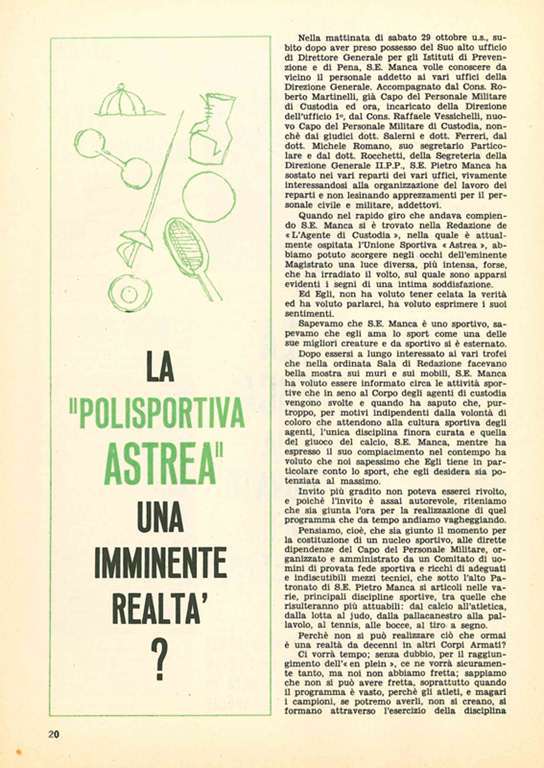 LA
"POLISPORTIVA
ASTREA"
UNA
IMMINENTE
REALTA'
?
Nella mattinata di sabato 29 ottobre u.s., su-
bito dopo aver preso possesso del Suo alto ufficio
di Direttore Generale per gli Istituti di Preven-
zione e di Pena, S.E. Manca volle conoscere da
vicino il personale addetto ai vari uffici della
Direzione Generale. Accompagnato dal Cons. Ro-
berto Martinelli, già Capo del Personale Militare
di Custodia ed ora, incaricato della Direzione
dell'ufficio 1º, dal Cons. Raffaele Vessichelli, nuo-
vo Capo del Personale Militare di Custodia, non-
chè dai giudici dott. Salerni e dott. Ferreri, dal
dott. Michele Romano, suo segretario Partico-
lare e dal dott. Rocchetti, della Segreteria della
Direzione Generale II.P.P., S.E. Pietro Manca ha
sostato nei vari reparti dei vari uffici, vivamente
interessandosi alla organizzazione del lavoro dei
reparti e non lesinando apprezzamenti per il per-
sonale civile e militare, addettovi.
Quando nel rapido giro che andava compien-
do S.E. Manca si è trovato nella Redazione de
« L'Agente di Custodia », nella quale è attual-
mente ospitata l'Unione Sportiva « Astrea », ab-
biamo potuto scorgere negli occhi dell'eminente
Magistrato una luce diversa, più intensa, forse,
che ha irradiato il volto, sul quale sono apparsi
evidenti i segni di una intima soddisfazione.
Ed Egli, non ha voluto tener celata la verità
ed ha voluto parlarci, ha voluto esprimere i suoi
sentimenti.
Sapevamo che S.E. Manca è uno sportivo, sa-
pevamo che egli ama lo sport come una delle
sue migliori creature e da sportivo si è esternato.
Dopo essersi a lungo interessato ai vari trofei
che nella ordinata Sala di Redazione facevano
bella mostra sui muri e sui mobili, S.E. Manca
ha voluto essere informato circa le attività spor-
tive che in seno al Corpo degli agenti di custodia
vengono svolte e quando ha saputo che, pur-
troppo, per motivi indipendenti dalla volontà di
coloro che attendono alla cultura sportiva degli
agenti, l'unica disciplina finora curata e quella
del giuoco del calcio, S.E. Manca, mentre ha
espresso il suo compiacimento nel contempo ha
voluto che noi sapessimo che Egli tiene in par-
ticolare conto lo sport, che egli desidera sia po-
tenziata al massimo.
Invito più gradito non poteva esserci rivolto,
e poichè l'invito è assai autorevole, riteniamo
che sia giunta l'ora per la realizzazione di quel
programma che da tempo andiamo vagheggiando.
Pensiamo, cioè, che sia giunto il momento per
la costituzione di un nucleo sportivo, alle dirette
dipendenze del Capo del Personale Militare, or-
ganizzato e amministrato da un Comitato di uo-
mini di provata fede sportiva e ricchi di adeguati
e indiscutibili mezzi tecnici, che sotto l'alto Pa-
tronato di S.E. Pietro Manca si articoli nelle va-
rie, principali discipline sportive, tra quelle che
risulteranno più attuabili: dal calcio all'atletica,
dalla lotta al judo, dalla pallacanestro alla pal-
lavolo, al tennis, alle bocce, al tiro a segno.
Perchè non si può realizzare ciò che ormai
è una realtà da decenni in altri Corpi Armati?
Ci vorrà tempo; senza dubbio, per il raggiun-
gimento dell'« en plein », ce ne vorrà sicuramen-
te tanto, ma noi non abbiamo fretta; sappiamo
che non si può avere fretta, soprattutto quando
il programma è vasto, perchè gli atleti, e magari
i campioni, se potremo averli, non si creano, si
formano attraverso l'esercizio della disciplina
20